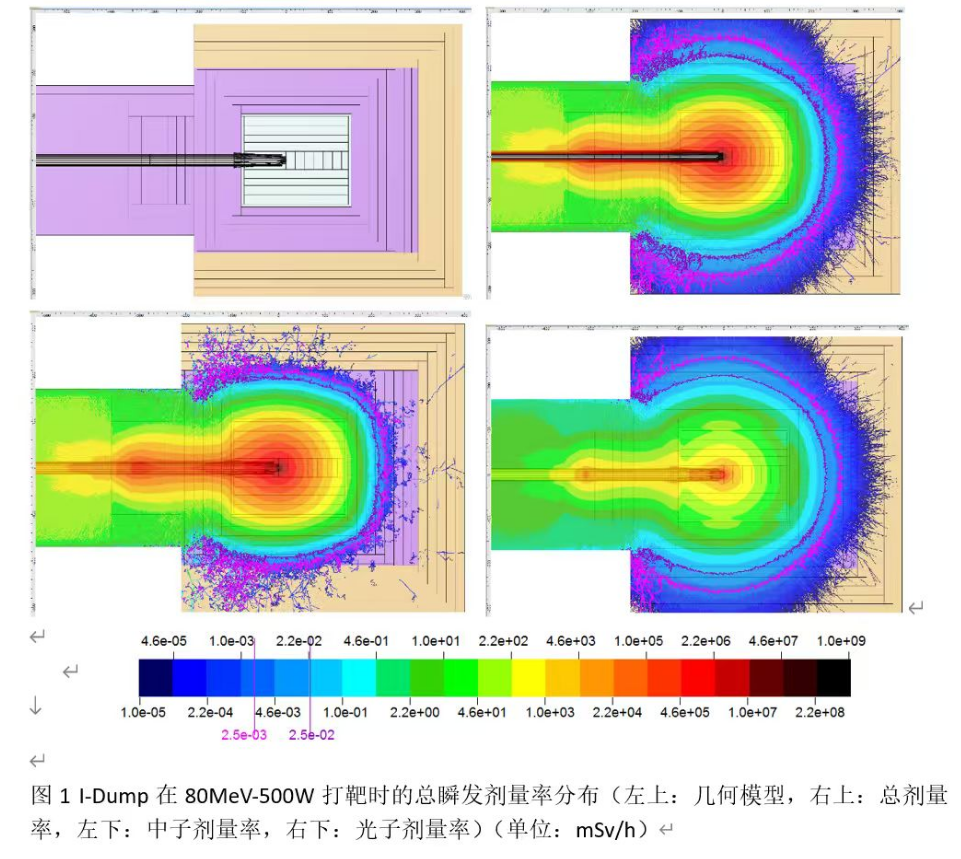 4.6e-05 1.0e-03 2.2e-02 4.6e-01 1.0e+01 2.2e+02 4.6e+03 1.0e+05 2.2e+06 4.6e+07 1.0e+09
1.0e-05 2.2e-04 4.6e-03 1.0e-01 2.2e+00 4.6e+01 1.0e+03 2.2e+04 4.6e+05 1.0e+07 2.2e+08
2.5e-03 2.5e-02
图 1 I-Dump 在 80MeV-500W 打靶时的总瞬发剂量率分布（左上：几何模型，右上：总剂量
率，左下：中子剂量率，右下：光子剂量率）（单位：mSv/h）